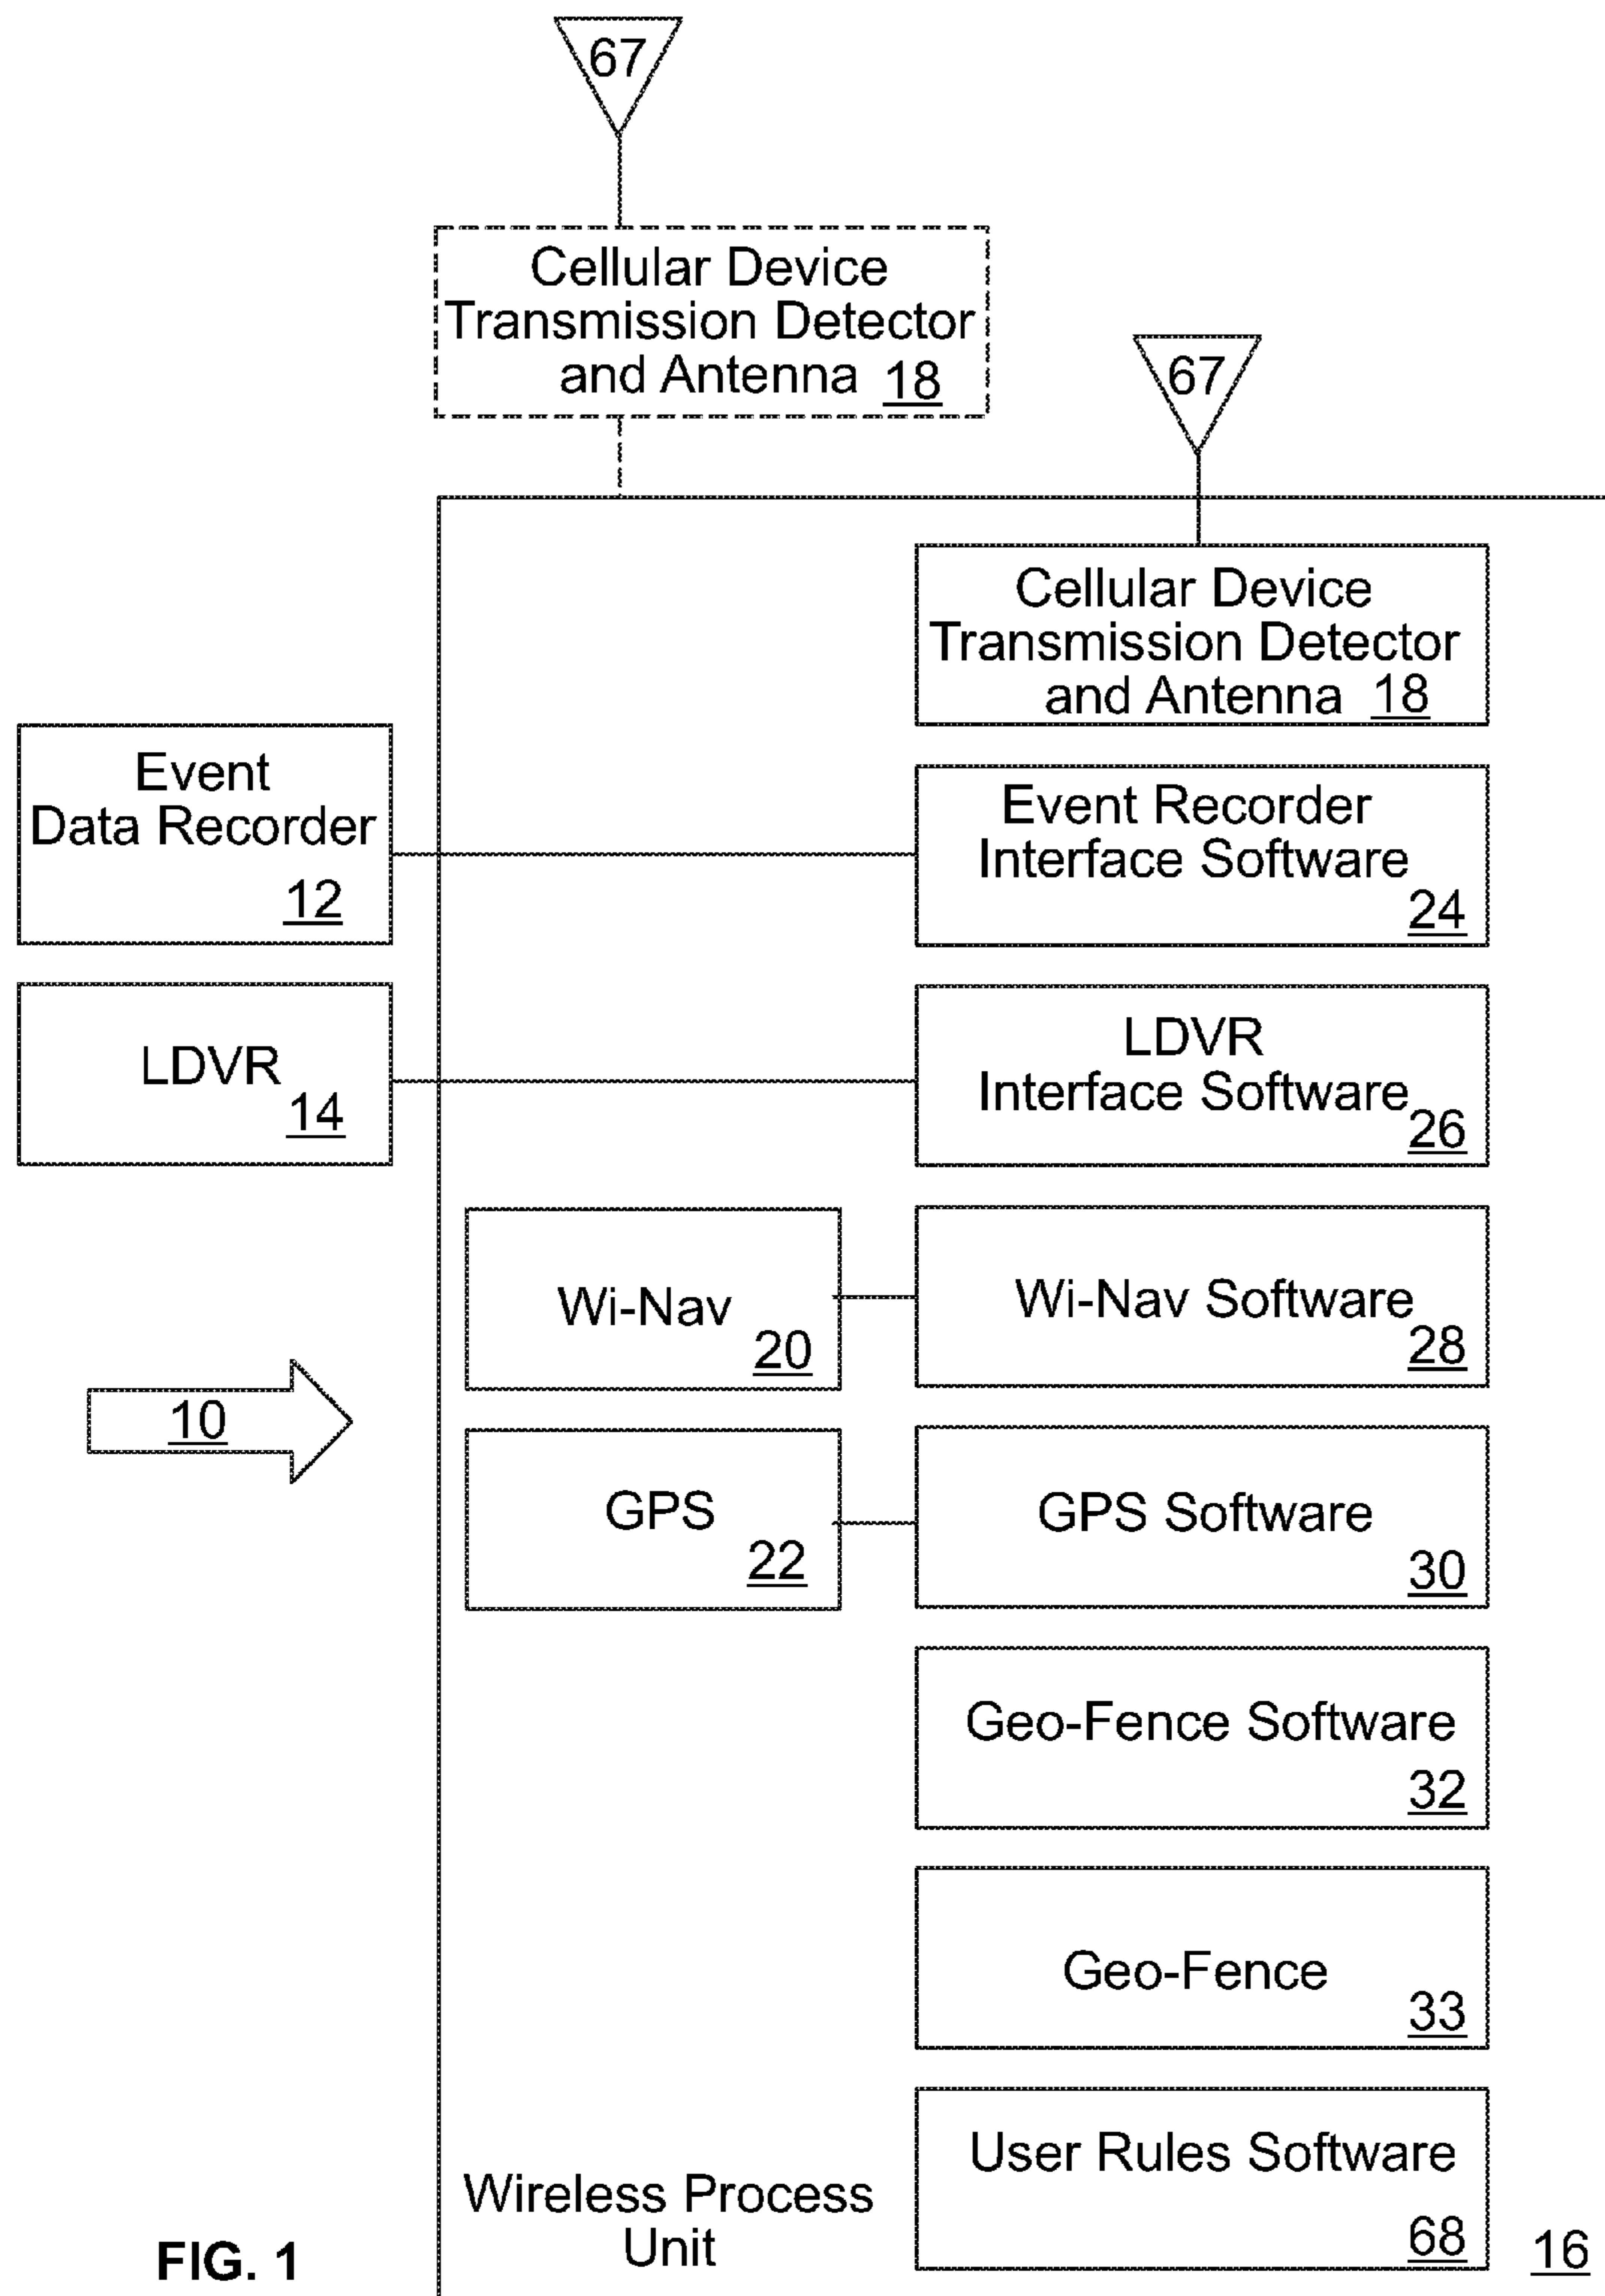 67
Cellular Device
Transmission Detector
and Antenna 18
67
Cellular Device
Transmission Detector
and Antenna 18
Event
Data Recorder
12
Event Recorder
Interface Software
24
LDVR
14
LDVR
Interface Software
26
Wi-Nav
20
Wi-Nav Software
28
10
GPS
22
GPS Software
30
Geo-Fence Software
32
Geo-Fence
33
User Rules Software
68
Wireless Process
Unit
16
FIG. 1